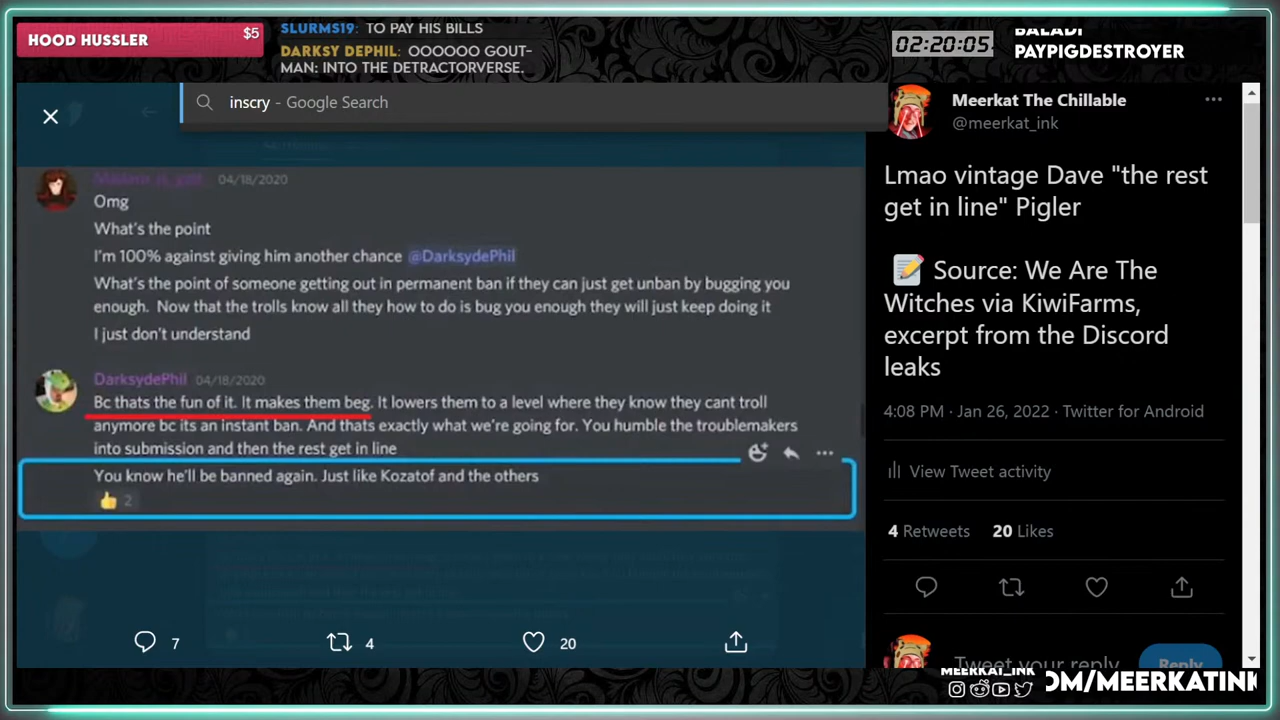 HOOD HUSSLER
$5
SLURMS19: TO PAY HIS BILLS
DARKSY DEPHIL: OOOOOO GOUT-
MAN: INTO THE DETRACTORVERSE.
02:20:05
BALADI
PAYPIGDESTROYER
inscry - Google Search
04/18/2020
Omg
What's the point
I'm 100% against giving him another chance @DarksydePhil
What's the point of someone getting out in permanent ban if they can just get unban by bugging you
enough. Now that the trolls know all they how to do is bug you enough they will just keep doing it
I just don't understand
DarksydePhil 04/18/2020
Bc thats the fun of it. It makes them beg. It lowers them to a level where they know they cant troll
anymore bc its an instant ban. And thats exactly what we're going for. You humble the troublemakers
into submission and then the rest get in line
You know he'll be banned again. Just like Kozatof and the others
2
7
4
20
Meerkat The Chillable
@meerkat_ink
Lmao vintage Dave "the rest
get in line" Pigler
Source: We Are The
Witches via KiwiFarms,
excerpt from the Discord
leaks
4:08 PM · Jan 26, 2022 · Twitter for Android
View Tweet activity
4 Retweets 20 Likes
Tweet your reply
Reply
MEERKAT_INK
OM/MEERKATINK